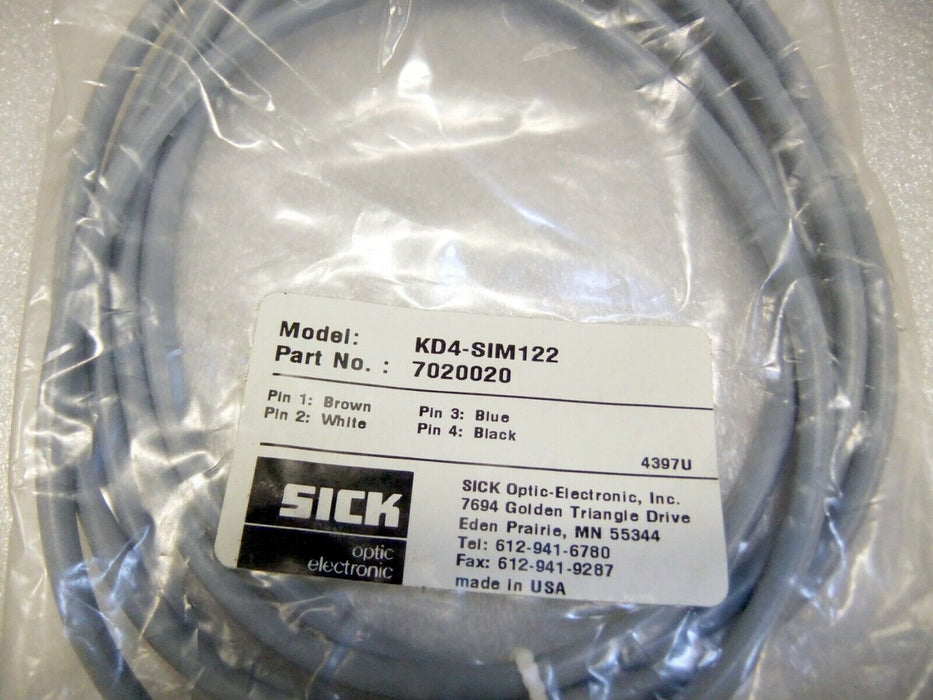 Model: KD4-SIM122
Part No. : 7020020
Pin 1: Brown Pin 3: Blue
Pin 2: White Pin 4: Black
4397U
SICK
optic
electronic
SICK Optic-Electronic, Inc.
7694 Golden Triangle Drive
Eden Prairie, MN 55344
Tel: 612-941-6780
Fax: 612-941-9287
made in USA